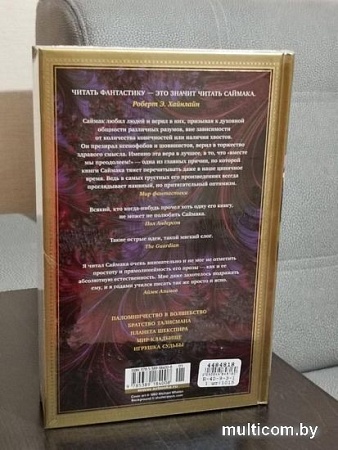 ЧИТАТЬ ФАНТАСТИКУ — ЭТО ЗНАЧИТ ЧИТАТЬ САЙМАКА.
Роберт Э. Хайнлайн
Саймак любил людей и верил в них, призывая к духовной
общности различных разумов, вне зависимости
от количества конечностей или наличия хвостов.
Он презирал ксенофобов и шовинистов, верил в торжество
здравого смысла. Именно эта вера в лучшее, в то, что «вместе
мы преодолеем!» — одна из главных причин, по которой
книги Саймака тянет перечитывать даже в наше циничное
время. Ведь в самых грустных его произведениях всегда
проглядывает наивный, но притягательный оптимизм.
Мир фантастики
Всякий, кто когда-нибудь прочел хоть одну его книгу,
не может не полюбить Саймака.
Пол Андерсон
Такие острые идеи, такой мягкий слог.
The Guardian
Я читал Саймака очень внимательно и не мог не заметить
простоту и прямолинейность его прозы — как и ее
абсолютную естественность. Мне даже захотелось подражать
ему, и я годами учился писать так же просто и ясно.
Айзек Азимов
ПАЛОМНИЧЕСТВО В ВОЛШЕБСТВО
БРАТСТВО ТАЛИСМАНА
ПЛАНЕТА ШЕКСПИРА
МИР-КЛАДБИЩЕ
ИГРУШКА СУДЬБЫ
www.multicom.by